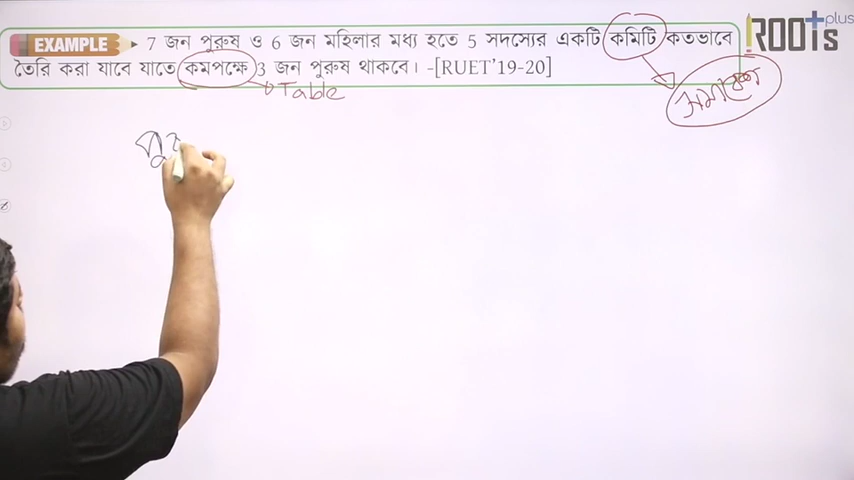 EXAMPLE 7 জন পুরুষ ও 6 জন মহিলার মধ্য হতে 5 সদস্যের একটি কমিটি কতভাবে
তৈরি করা যাবে যাতে কমপক্ষে 3 জন পুরুষ থাকবে। -[RUET'19-20]
ROOTs plus
Table
সমাবেশ
পু